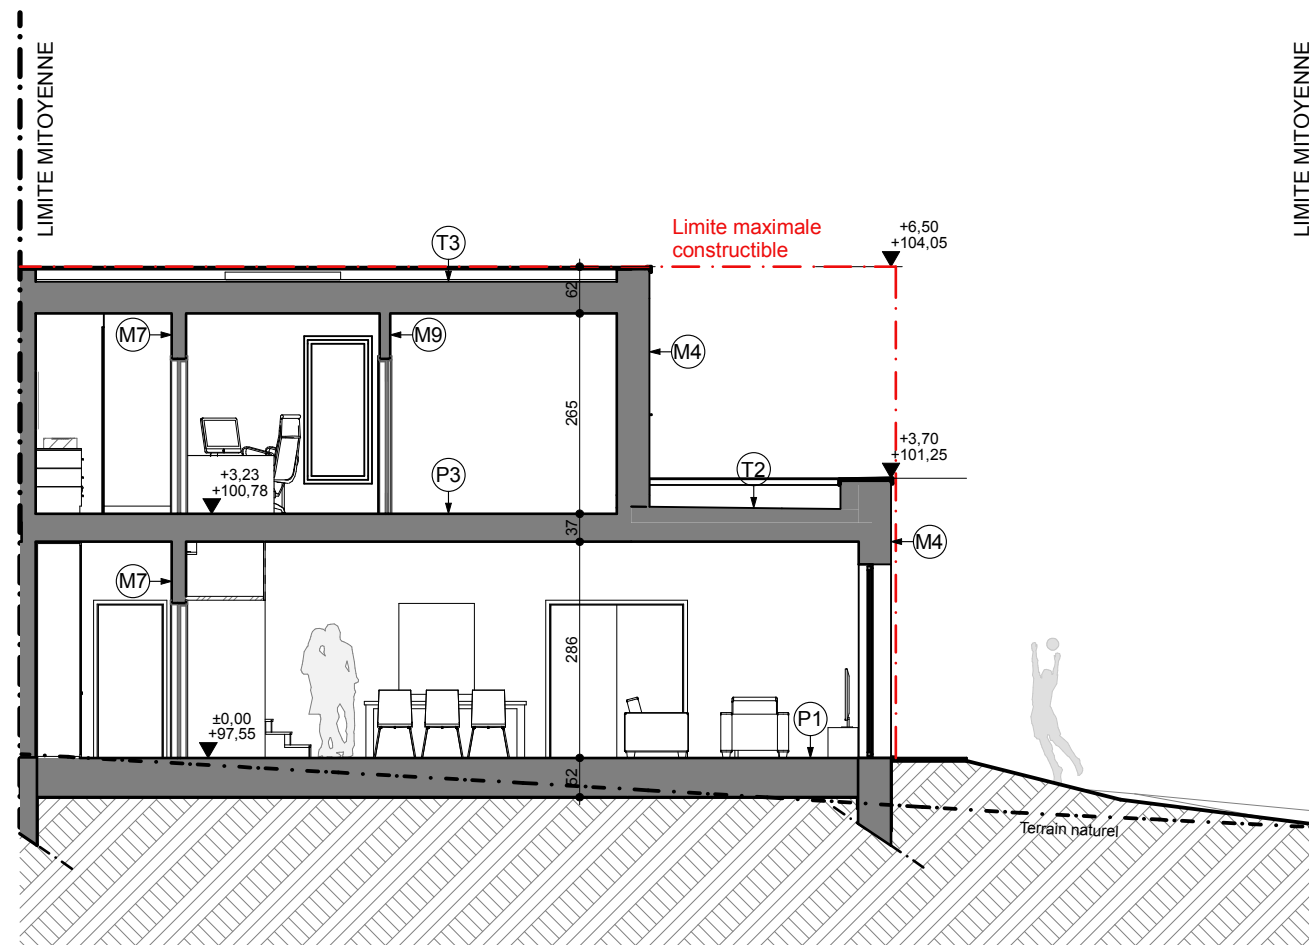 LIMITE MITOYENNE
LIMITE MITOYENNE
Limite maximale
constructible
+6,50
+104,05
T3
62
M7
M9
M4
265
+3,70
+101,25
T2
+3,23
+100,78
P3
37
M4
M7
286
±0,00
+97,55
P1
52
Terrain naturel